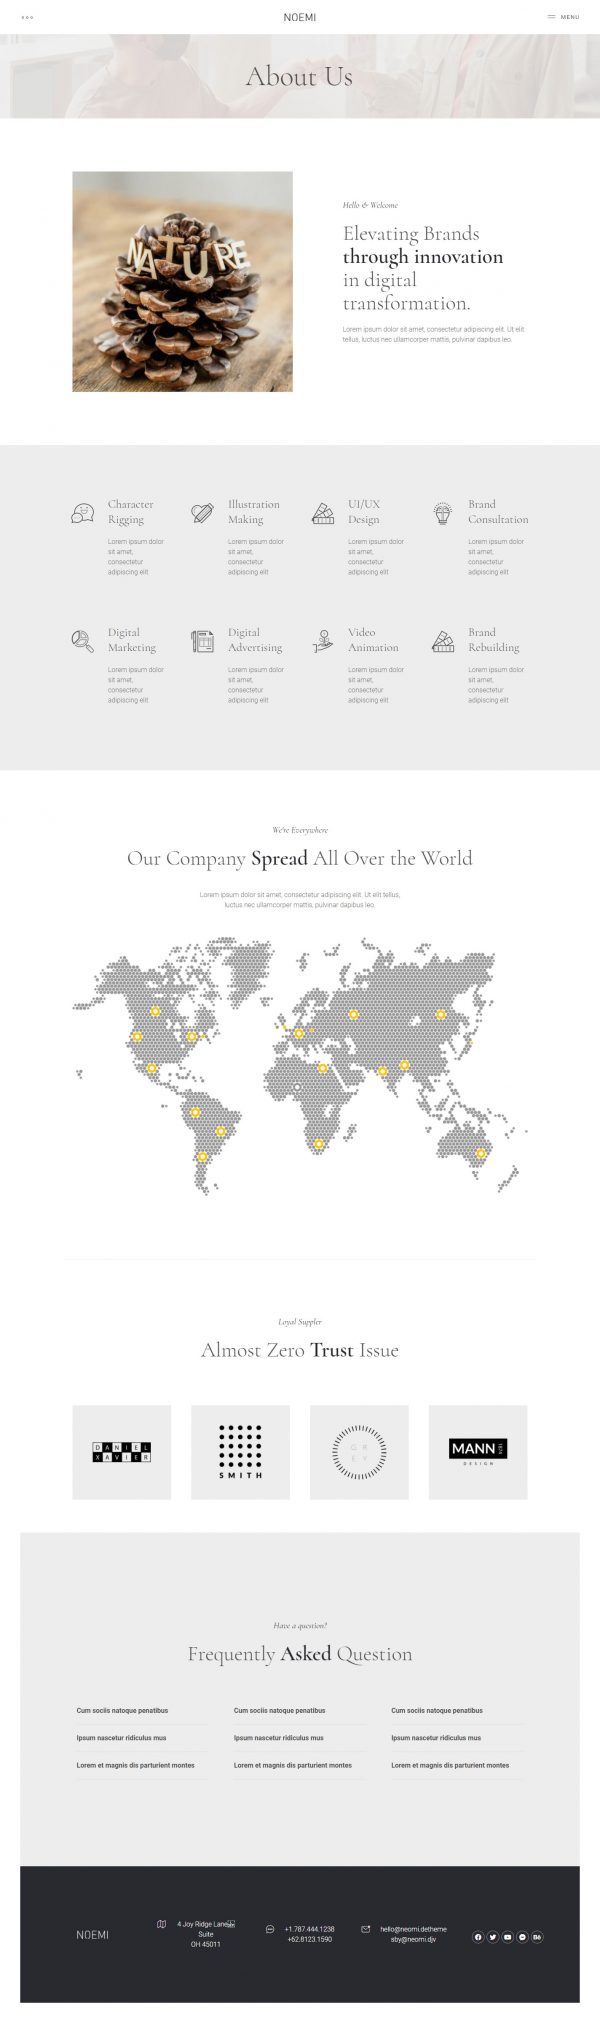 NOEMI
MENU
About Us
NATURE
Hello & Welcome
Elevating Brands
through innovation
in digital
transformation.
Lorem ipsum dolor sit amet, consectetur adipiscing elit. Ut elit
tellus, luctus nec ullamcorper mattis, pulvinar dapibus leo.
Character
Rigging
Lorem ipsum dolor
sit amet,
consectetur
adipiscing elit
Illustration
Making
Lorem ipsum dolor
sit amet,
consectetur
adipiscing elit
UI/UX
Design
Lorem ipsum dolor
sit amet,
consectetur
adipiscing elit
Brand
Consultation
Lorem ipsum dolor
sit amet,
consectetur
adipiscing elit
Digital
Marketing
Lorem ipsum dolor
sit amet,
consectetur
adipiscing elit
Digital
Advertising
Lorem ipsum dolor
sit amet,
consectetur
adipiscing elit
Video
Animation
Lorem ipsum dolor
sit amet,
consectetur
adipiscing elit
Brand
Rebuilding
Lorem ipsum dolor
sit amet,
consectetur
adipiscing elit
We're Everywhere
Our Company Spread All Over the World
Lorem ipsum dolor sit amet, consectetur adipiscing elit. Ut elit tellus,
luctus nec ullamcorper mattis, pulvinar dapibus leo.
Loyal Suppler
Almost Zero Trust Issue
DANIEL
XAVIER
SMITH
GR
EY
MANN
DESIGN
Have a question?
Frequently Asked Question
Cum sociis natoque penatibus
Ipsum nascetur ridiculus mus
Lorem et magnis dis parturient montes
Cum sociis natoque penatibus
Ipsum nascetur ridiculus mus
Lorem et magnis dis parturient montes
Cum sociis natoque penatibus
Ipsum nascetur ridiculus mus
Lorem et magnis dis parturient montes
NOEMI
4 Joy Ridge Lane
Suite
OH 45011
+1.787.444.1238
+62.8123.1590
hello@neomi.detheme
sby@neomi.djv